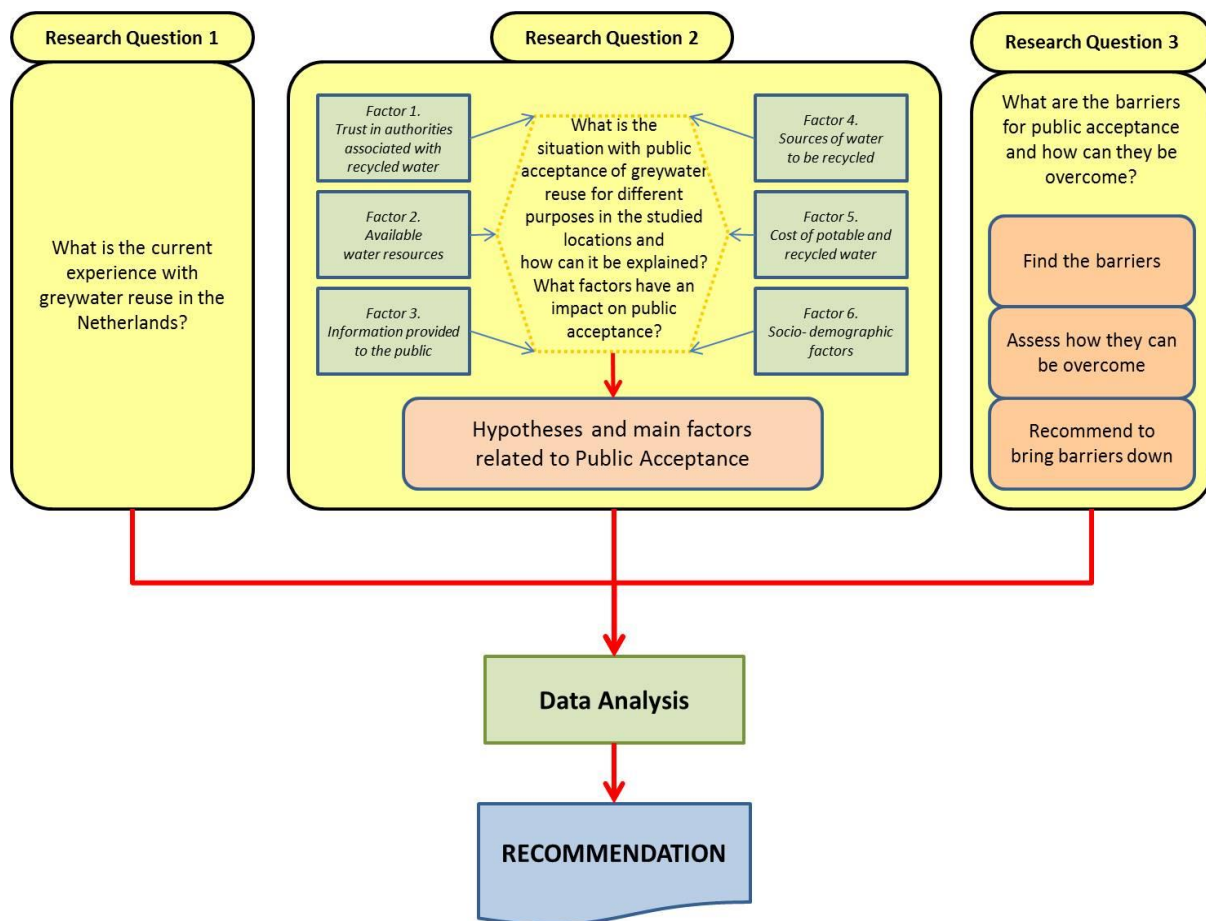 Research Question 1
What is the current
experience with
greywater reuse in the
Netherlands?
Research Question 2
Factor 1.
Trust in authorities
associated with
recycled water
Factor 2.
Available
water resources
Factor 3.
Information provided
to the public
What is the
situation with public
acceptance of greywater
reuse for different
purposes in the studied
locations and
how can it be explained?
What factors have an
impact on public
acceptance?
Factor 4.
Sources of water
to be recycled
Factor 5.
Cost of potable and
recycled water
Factor 6.
Socio- demographic
factors
Hypotheses and main factors
related to Public Acceptance
Research Question 3
What are the barriers
for public acceptance
and how can they be
overcome?
Find the barriers
Assess how they can
be overcome
Recommend to
bring barriers down
Data Analysis
RECOMMENDATION